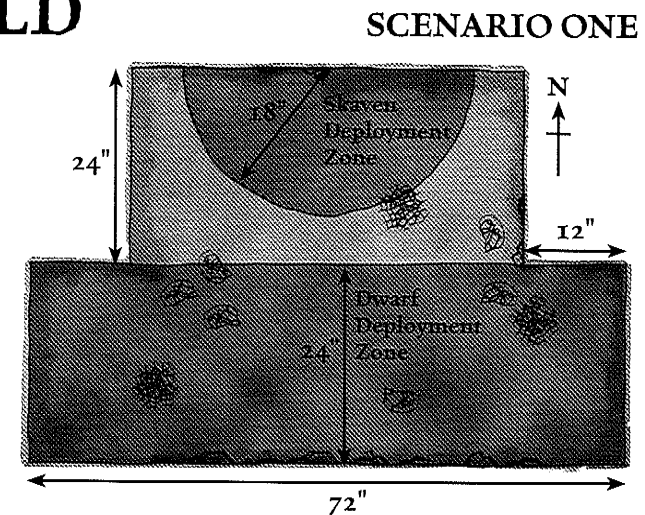 LD
SCENARIO ONE
N
24"
18"
Skaven
Deployment
Zone
12"
Dwarf
Deployment
Zone
24"
72"